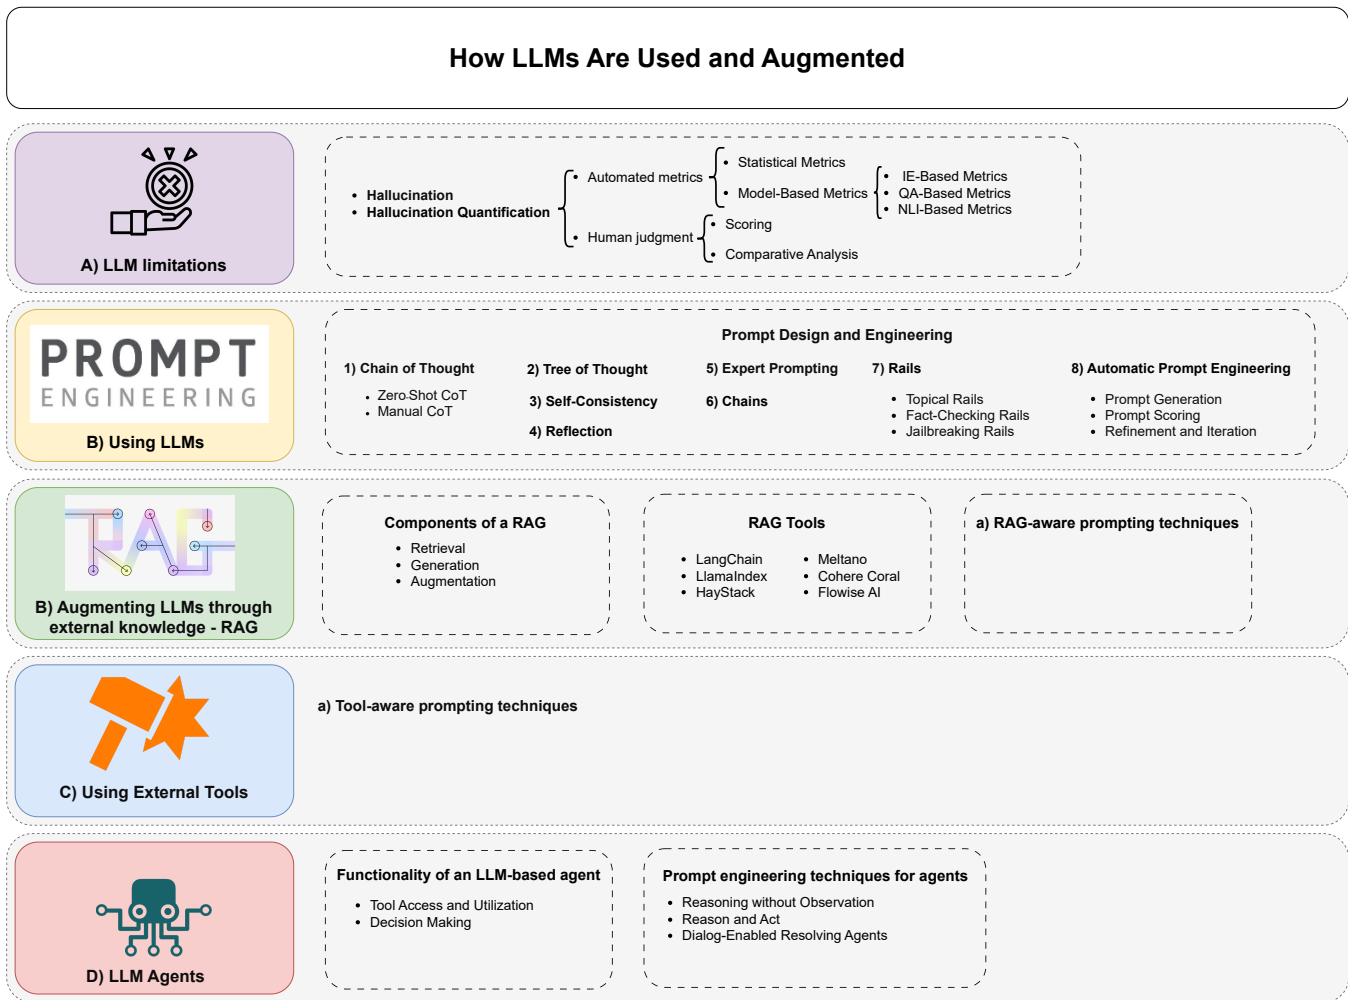 How LLMs Are Used and Augmented
A) LLM limitations
• Hallucination
• Hallucination Quantification
• Automated metrics
• Human judgment
• Statistical Metrics
• Model-Based Metrics
• IE-Based Metrics
• QA-Based Metrics
• NLI-Based Metrics
• Scoring
• Comparative Analysis
PROMPT
ENGINEERING
B) Using LLMs
Prompt Design and Engineering
1) Chain of Thought
• Zero-Shot CoT
• Manual CoT
2) Tree of Thought
3) Self-Consistency
4) Reflection
5) Expert Prompting
6) Chains
7) Rails
• Topical Rails
• Fact-Checking Rails
• Jailbreaking Rails
8) Automatic Prompt Engineering
• Prompt Generation
• Prompt Scoring
• Refinement and Iteration
RAG
B) Augmenting LLMs through
external knowledge - RAG
Components of a RAG
• Retrieval
• Generation
• Augmentation
RAG Tools
• LangChain
• LlamaIndex
• HayStack
• Meltano
• Cohere Coral
• Flowise AI
a) RAG-aware prompting techniques
C) Using External Tools
a) Tool-aware prompting techniques
D) LLM Agents
Functionality of an LLM-based agent
• Tool Access and Utilization
• Decision Making
Prompt engineering techniques for agents
• Reasoning without Observation
• Reason and Act
• Dialog-Enabled Resolving Agents